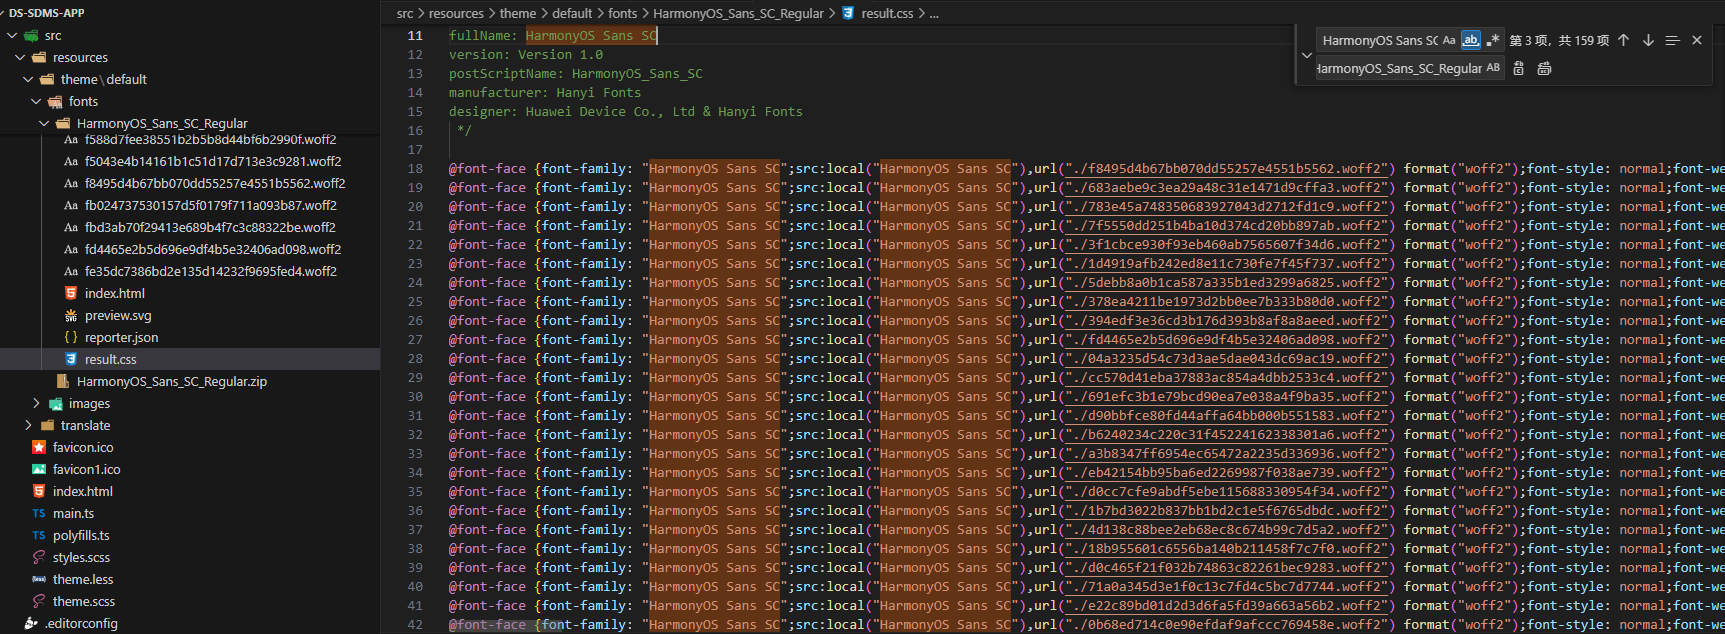 DS-SDMS-APP
src
resources
theme\default
fonts
HarmonyOS_Sans_SC_Regular
f588d7fee38551b2b5b8d44bf6b2990f.woff2
f5043e4b14161b1c51d17d713e3c9281.woff2
f8495d4b67bb070dd55257e4551b5562.woff2
fb024737530157d5f0179f711a093b87.woff2
fbd3ab70f29413e689b4f7c3c88322be.woff2
fd4465e2b5d696e9df4b5e32406ad098.woff2
fe35dc7386bd2e135d14232f9695fed4.woff2
index.html
preview.svg
reporter.json
result.css
HarmonyOS_Sans_SC_Regular.zip
images
translate
favicon.ico
favicon1.ico
index.html
main.ts
polyfills.ts
styles.scss
theme.less
theme.scss
.editorconfig
src > resources > theme > default > fonts > HarmonyOS_Sans_SC_Regular > result.css > ...
HarmonyOS Sans SC Aa ab 第 3 项，共 159 项
HarmonyOS_Sans_SC_Regular AB
11 fullName: HarmonyOS Sans SC
12 version: Version 1.0
13 postScriptName: HarmonyOS_Sans_SC
14 manufacturer: Hanyi Fonts
15 designer: Huawei Device Co., Ltd & Hanyi Fonts
16 */
17
18 @font-face {font-family: "HarmonyOS Sans SC";src:local("HarmonyOS Sans SC"),url("./f8495d4b67bb070dd55257e4551b5562.woff2") format("woff2");font-style: normal;font-we
19 @font-face {font-family: "HarmonyOS Sans SC";src:local("HarmonyOS Sans SC"),url("./683aebe9c3ea29a48c31e1471d9cffa3.woff2") format("woff2");font-style: normal;font-we
20 @font-face {font-family: "HarmonyOS Sans SC";src:local("HarmonyOS Sans SC"),url("./783e45a748350683927043d2712fd1c9.woff2") format("woff2");font-style: normal;font-we
21 @font-face {font-family: "HarmonyOS Sans SC";src:local("HarmonyOS Sans SC"),url("./7f5550dd251b4ba10d374cd20bb897ab.woff2") format("woff2");font-style: normal;font-we
22 @font-face {font-family: "HarmonyOS Sans SC";src:local("HarmonyOS Sans SC"),url("./3f1cbce930f93eb460ab7565607f34d6.woff2") format("woff2");font-style: normal;font-we
23 @font-face {font-family: "HarmonyOS Sans SC";src:local("HarmonyOS Sans SC"),url("./1d4919afb242ed8e11c730fe7f45f737.woff2") format("woff2");font-style: normal;font-we
24 @font-face {font-family: "HarmonyOS Sans SC";src:local("HarmonyOS Sans SC"),url("./5debb8a0b1ca587a335b1ed3299a6825.woff2") format("woff2");font-style: normal;font-we
25 @font-face {font-family: "HarmonyOS Sans SC";src:local("HarmonyOS Sans SC"),url("./378ea4211be1973d2bb0ee7b333b80d0.woff2") format("woff2");font-style: normal;font-we
26 @font-face {font-family: "HarmonyOS Sans SC";src:local("HarmonyOS Sans SC"),url("./394edf3e36cd3b176d393b8af8a8aeed.woff2") format("woff2");font-style: normal;font-we
27 @font-face {font-family: "HarmonyOS Sans SC";src:local("HarmonyOS Sans SC"),url("./fd4465e2b5d696e9df4b5e32406ad098.woff2") format("woff2");font-style: normal;font-we
28 @font-face {font-family: "HarmonyOS Sans SC";src:local("HarmonyOS Sans SC"),url("./04a3235d54c73d3ae5dae043dc69ac19.woff2") format("woff2");font-style: normal;font-we
29 @font-face {font-family: "HarmonyOS Sans SC";src:local("HarmonyOS Sans SC"),url("./cc570d41eba37883ac854a4dbb2533c4.woff2") format("woff2");font-style: normal;font-we
30 @font-face {font-family: "HarmonyOS Sans SC";src:local("HarmonyOS Sans SC"),url("./691efc3b1e79bcd90ea7e038a4f9ba35.woff2") format("woff2");font-style: normal;font-we
31 @font-face {font-family: "HarmonyOS Sans SC";src:local("HarmonyOS Sans SC"),url("./d90bbfce80fd44affa64bb000b551583.woff2") format("woff2");font-style: normal;font-we
32 @font-face {font-family: "HarmonyOS Sans SC";src:local("HarmonyOS Sans SC"),url("./b6240234c220c31f45224162338301a6.woff2") format("woff2");font-style: normal;font-we
33 @font-face {font-family: "HarmonyOS Sans SC";src:local("HarmonyOS Sans SC"),url("./a3b8347ff6954ec65472a2235d336936.woff2") format("woff2");font-style: normal;font-we
34 @font-face {font-family: "HarmonyOS Sans SC";src:local("HarmonyOS Sans SC"),url("./eb42154bb95ba6ed2269987f038ae739.woff2") format("woff2");font-style: normal;font-we
35 @font-face {font-family: "HarmonyOS Sans SC";src:local("HarmonyOS Sans SC"),url("./d0cc7cfe9abdf5ebe115688330954f34.woff2") format("woff2");font-style: normal;font-we
36 @font-face {font-family: "HarmonyOS Sans SC";src:local("HarmonyOS Sans SC"),url("./1b7bd3022b837bb1bd2c1e5f6765dbdc.woff2") format("woff2");font-style: normal;font-we
37 @font-face {font-family: "HarmonyOS Sans SC";src:local("HarmonyOS Sans SC"),url("./4d138c88bee2eb68ec8c674b99c7d5a2.woff2") format("woff2");font-style: normal;font-we
38 @font-face {font-family: "HarmonyOS Sans SC";src:local("HarmonyOS Sans SC"),url("./18b955601c6556ba140b211458f7c7f0.woff2") format("woff2");font-style: normal;font-we
39 @font-face {font-family: "HarmonyOS Sans SC";src:local("HarmonyOS Sans SC"),url("./d0c465f21f032b74863c82261bec9283.woff2") format("woff2");font-style: normal;font-we
40 @font-face {font-family: "HarmonyOS Sans SC";src:local("HarmonyOS Sans SC"),url("./71a0a345d3e1f0c13c7fd4c5bc7d7744.woff2") format("woff2");font-style: normal;font-we
41 @font-face {font-family: "HarmonyOS Sans SC";src:local("HarmonyOS Sans SC"),url("./e22c89bd01d2d3d6fa5fd39a663a56b2.woff2") format("woff2");font-style: normal;font-we
42 @font-face {font-family: "HarmonyOS Sans SC";src:local("HarmonyOS Sans SC"),url("./0b68ed714c0e90efdaf9afccc769458e.woff2") format("woff2");font-style: normal;font-we